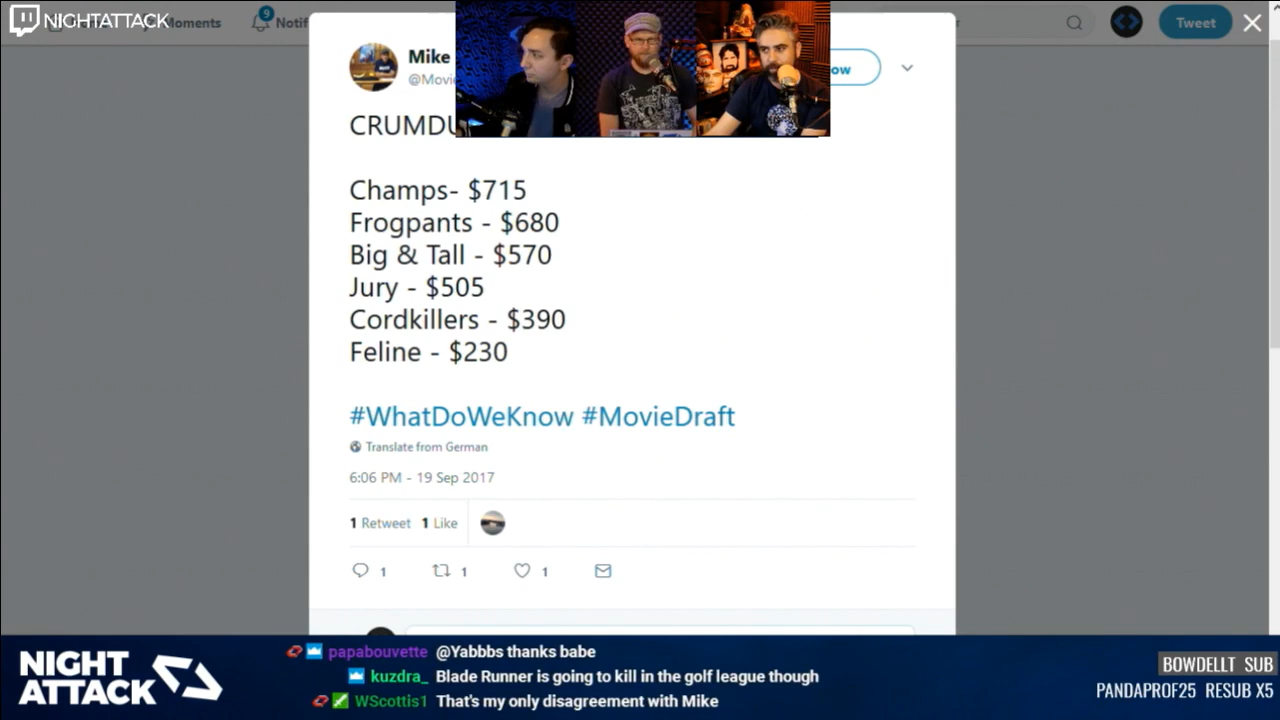 NIGHTATTACK
Moments
9
Notif
Tweet
Mike
@Movi
ow
CRUMDU
Champs- $715
Frogpants - $680
Big & Tall - $570
Jury - $505
Cordkillers - $390
Feline - $230
#WhatDoWeKnow #MovieDraft
Translate from German
6:06 PM - 19 Sep 2017
1 Retweet 1 Like
1 1 1
NIGHT
ATTACK
papabouvette @Yabbbs thanks babe
kuzdra_ Blade Runner is going to kill in the golf league though
WScottis1 That's my only disagreement with Mike
BOWDELLT SUB
PANDAPROF25 RESUB X5